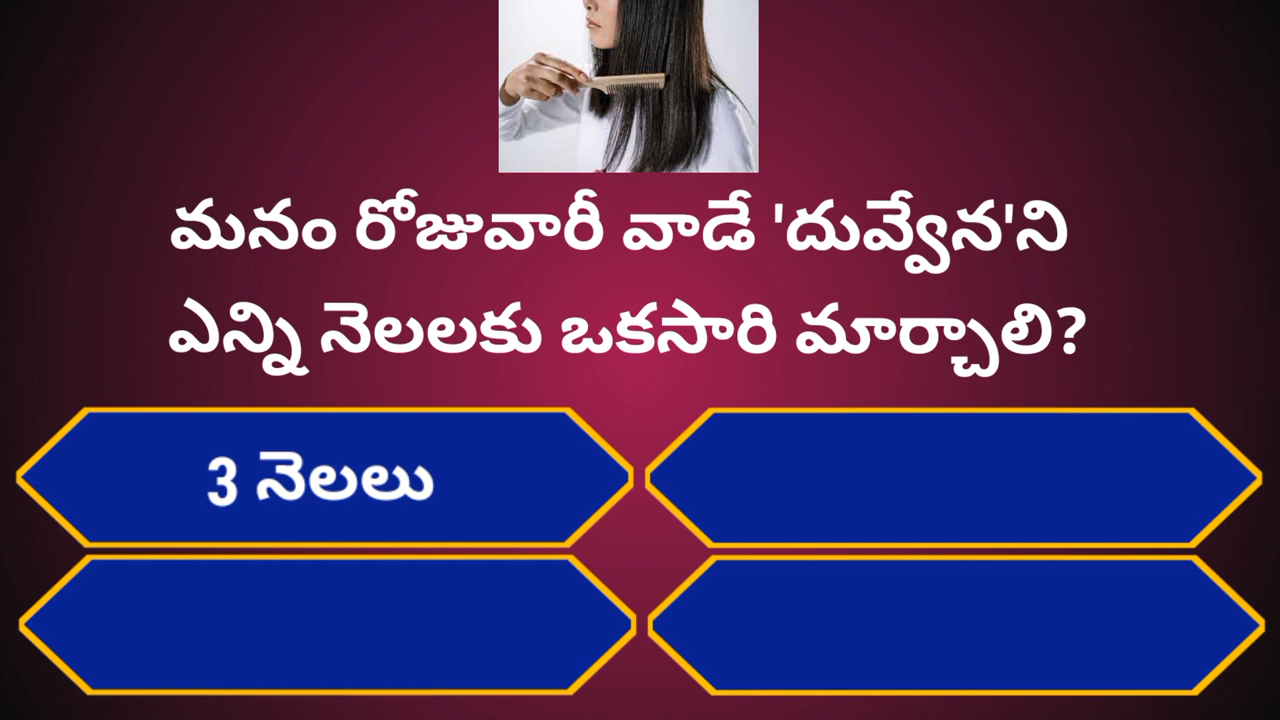 మనం రోజువారీ వాడే 'దువ్వేన'ని
ఎన్ని నెలలకు ఒకసారి మార్చాలి?
3 నెలలు